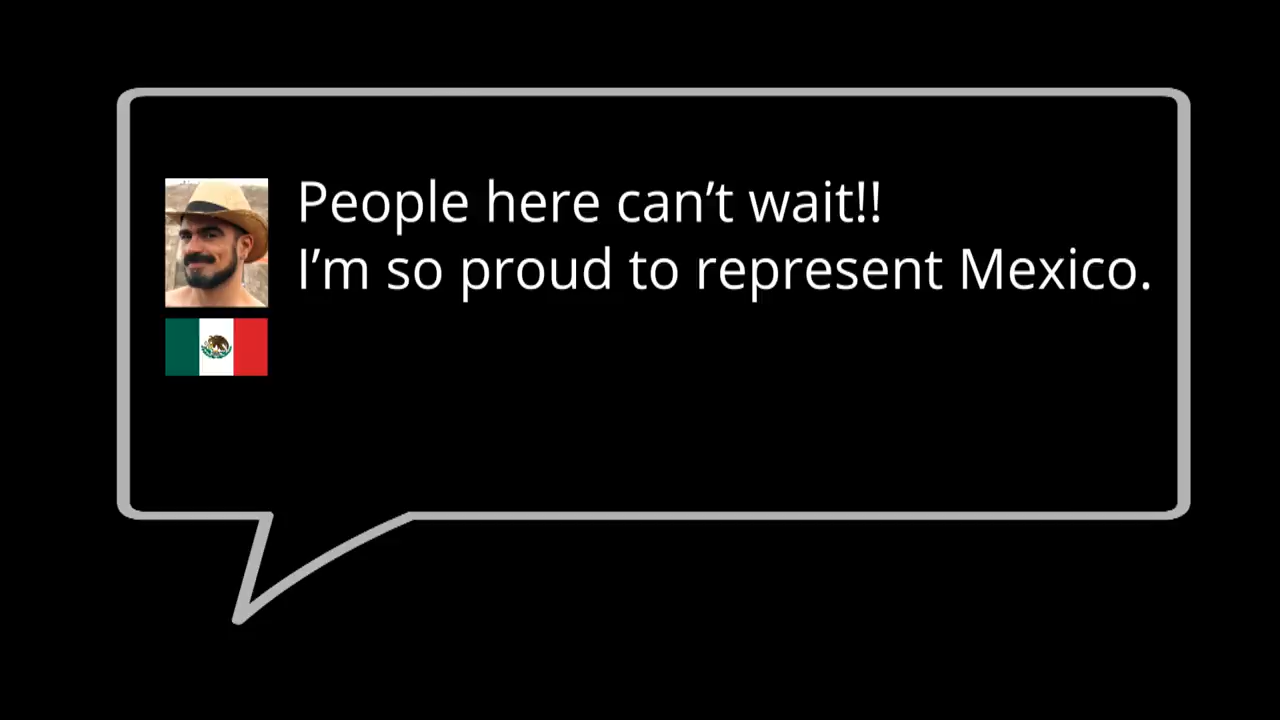 People here can’t wait!!
I’m so proud to represent Mexico.